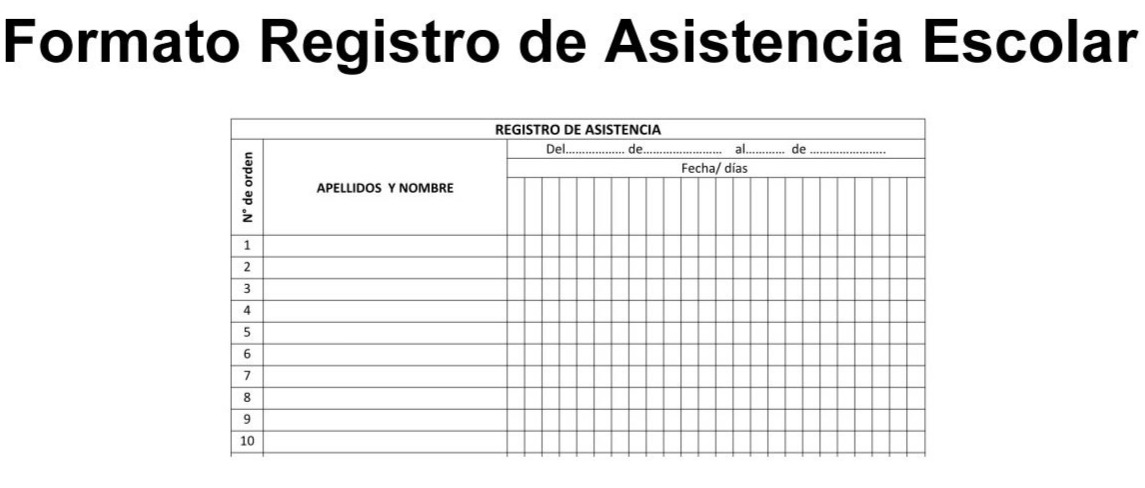 Formato Registro de Asistencia Escolar
REGISTRO DE ASISTENCIA
Del.................. de........................ al............ de .......................
Fecha/ días
N° de orden
APELLIDOS Y NOMBRE
1
2
3
4
5
6
7
8
9
10